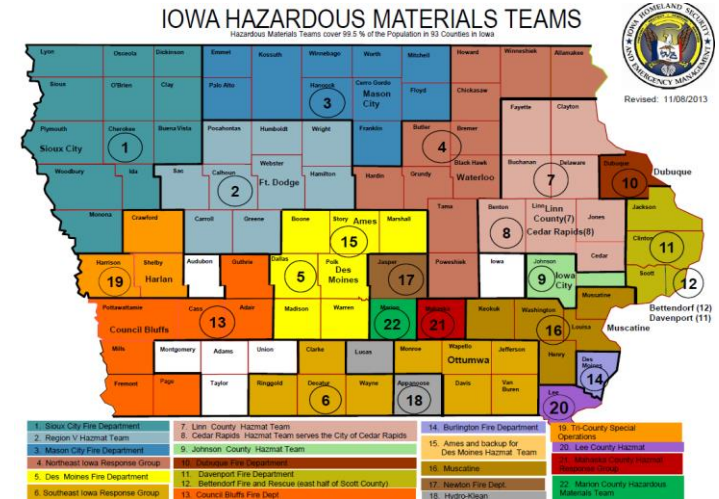 IOWA HAZARDOUS MATERIALS TEAMS
Hazardous Materials Teams cover 99.5 % of the Population in 93 Counties in Iowa
IOWA HOMELAND SECURITY
AND EMERGENCY MANAGEMENT
Revised: 11/08/2013
Lyon Osceola Dickinson Emmet Kossuth Winnebago Worth Mitchell Howard Winneshiek Allamakee
Sioux O'Brien Clay Palo Alto Hancock Cerro Gordo Floyd Chickasaw
3 Mason City
Fayette Clayton
Plymouth Cherokee Buena Vista Pocahontas Humboldt Wright Franklin Butler Bremer
Sioux City 1 4
Webster Black Hawk Buchanan Delaware Dubuque Dubuque
Woodbury Ida Sac Calhoun Ft. Dodge Hamilton Hardin Grundy Waterloo 7 10
2
Linn Linn County(7) Jackson
Benton Jones
Monona Crawford Carroll Greene Boone Story Ames Marshall Tama 8 Cedar Rapids(8)
15 Clinton 11
Cedar
Harrison Shelby Audubon Guthrie Dallas Polk Jasper Poweshiek Iowa Johnson
19 Harlan 5 Des Moines 17 9 Iowa City Scott 12
Bettendorf (12)
Davenport (11)
Muscatine
Pottawattamie Cass Adair Madison Warren Marion Keokuk Washington
Council Bluffs 13 22 21 16 Louisa Muscatine
Mills Montgomery Adams Union Clarke Lucas Monroe Wapello Jefferson Henry Des Moines
Ottumwa 14
Fremont Page Taylor Ringgold Decatur Wayne Appanoose Davis Van Buren Lee
6 18 20
1. Sioux City Fire Department
2. Region V Hazmat Team
3. Mason City Fire Department
4. Northeast Iowa Response Group
5. Des Moines Fire Department
6. Southeast Iowa Response Group
7. Linn County Hazmat Team
8. Cedar Rapids Hazmat Team serves the City of Cedar Rapids
9. Johnson County Hazmat Team
10. Dubuque Fire Department
11. Davenport Fire Department
12. Bettendorf Fire and Rescue (east half of Scott County)
13. Council Bluffs Fire Dept
14. Burlington Fire Department
15. Ames and backup for
Des Moines Hazmat Team
16. Muscatine
17. Newton Fire Dept.
18. Hydro-Klean
19. Tri-County Special
Operations
20. Lee County Hazmat
21. Mahaska County Hazmat
Response Group
22 Marion County Hazardous
Materials Team